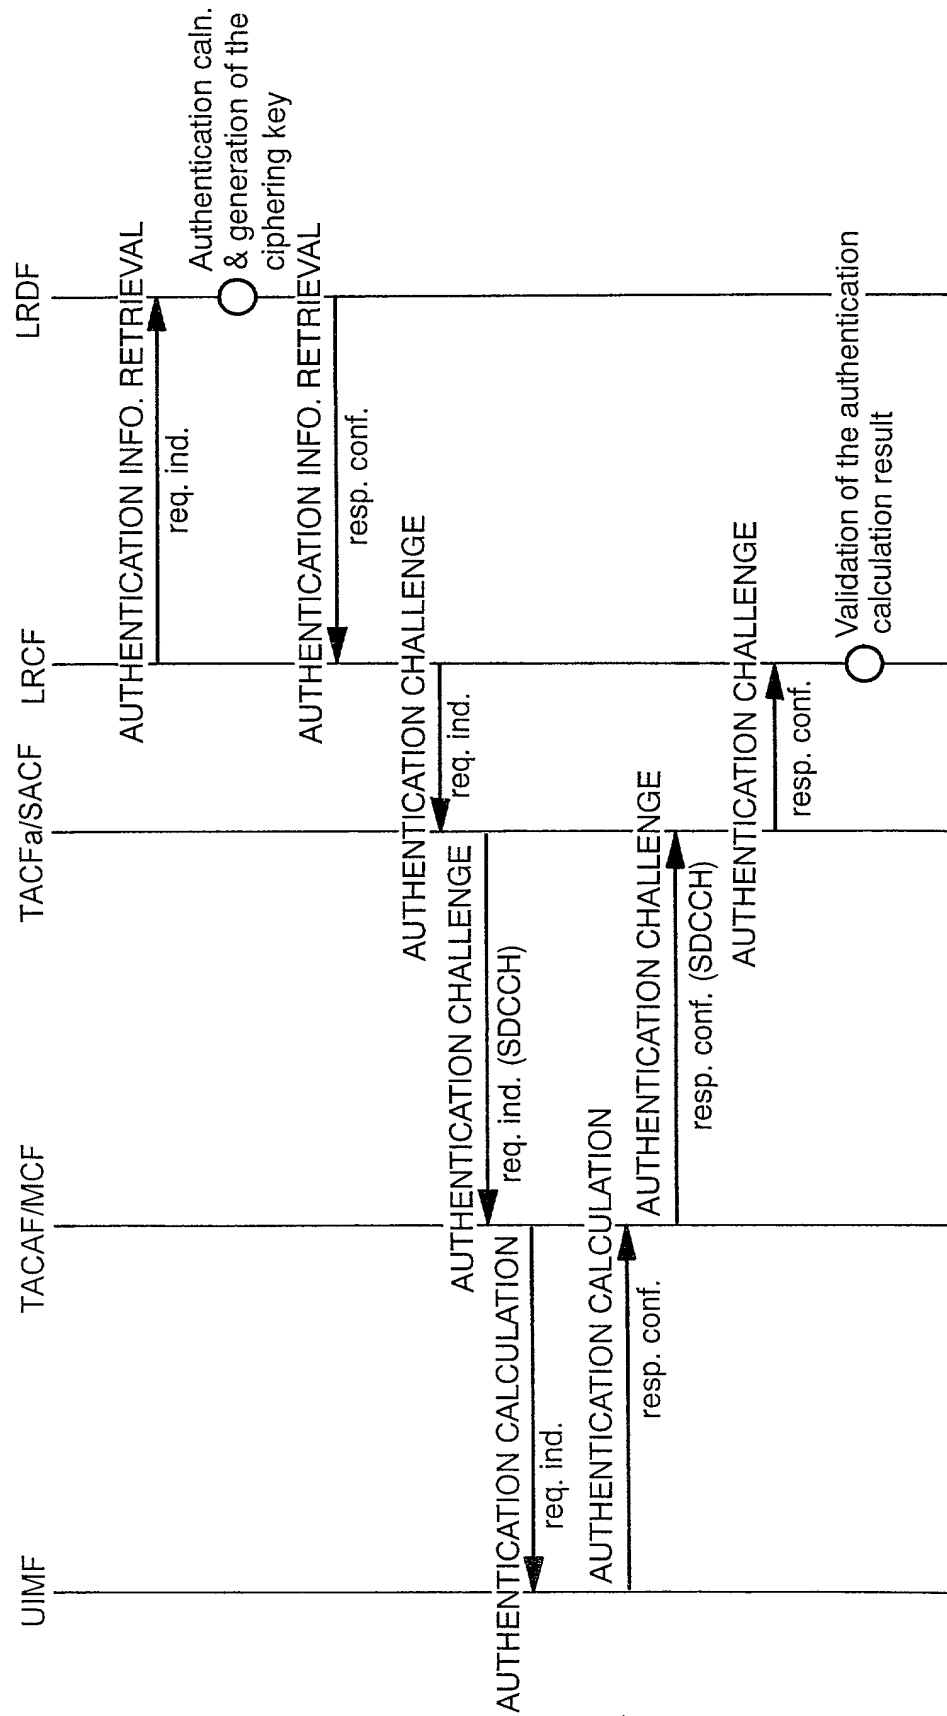 UIMF
TACAF/MCF
TACFa/SACF
LRCF
LRDF
AUTHENTICATION INFO. RETRIEVAL
req. ind.
Authentication caln.
& generation of the
ciphering key
AUTHENTICATION INFO. RETRIEVAL
resp. conf.
AUTHENTICATION CHALLENGE
req. ind.
AUTHENTICATION CHALLENGE
req. ind. (SDCCH)
AUTHENTICATION CALCULATION
req. ind.
AUTHENTICATION CALCULATION
resp. conf.
AUTHENTICATION CHALLENGE
resp. conf. (SDCCH)
AUTHENTICATION CHALLENGE
resp. conf.
Validation of the authentication
calculation result